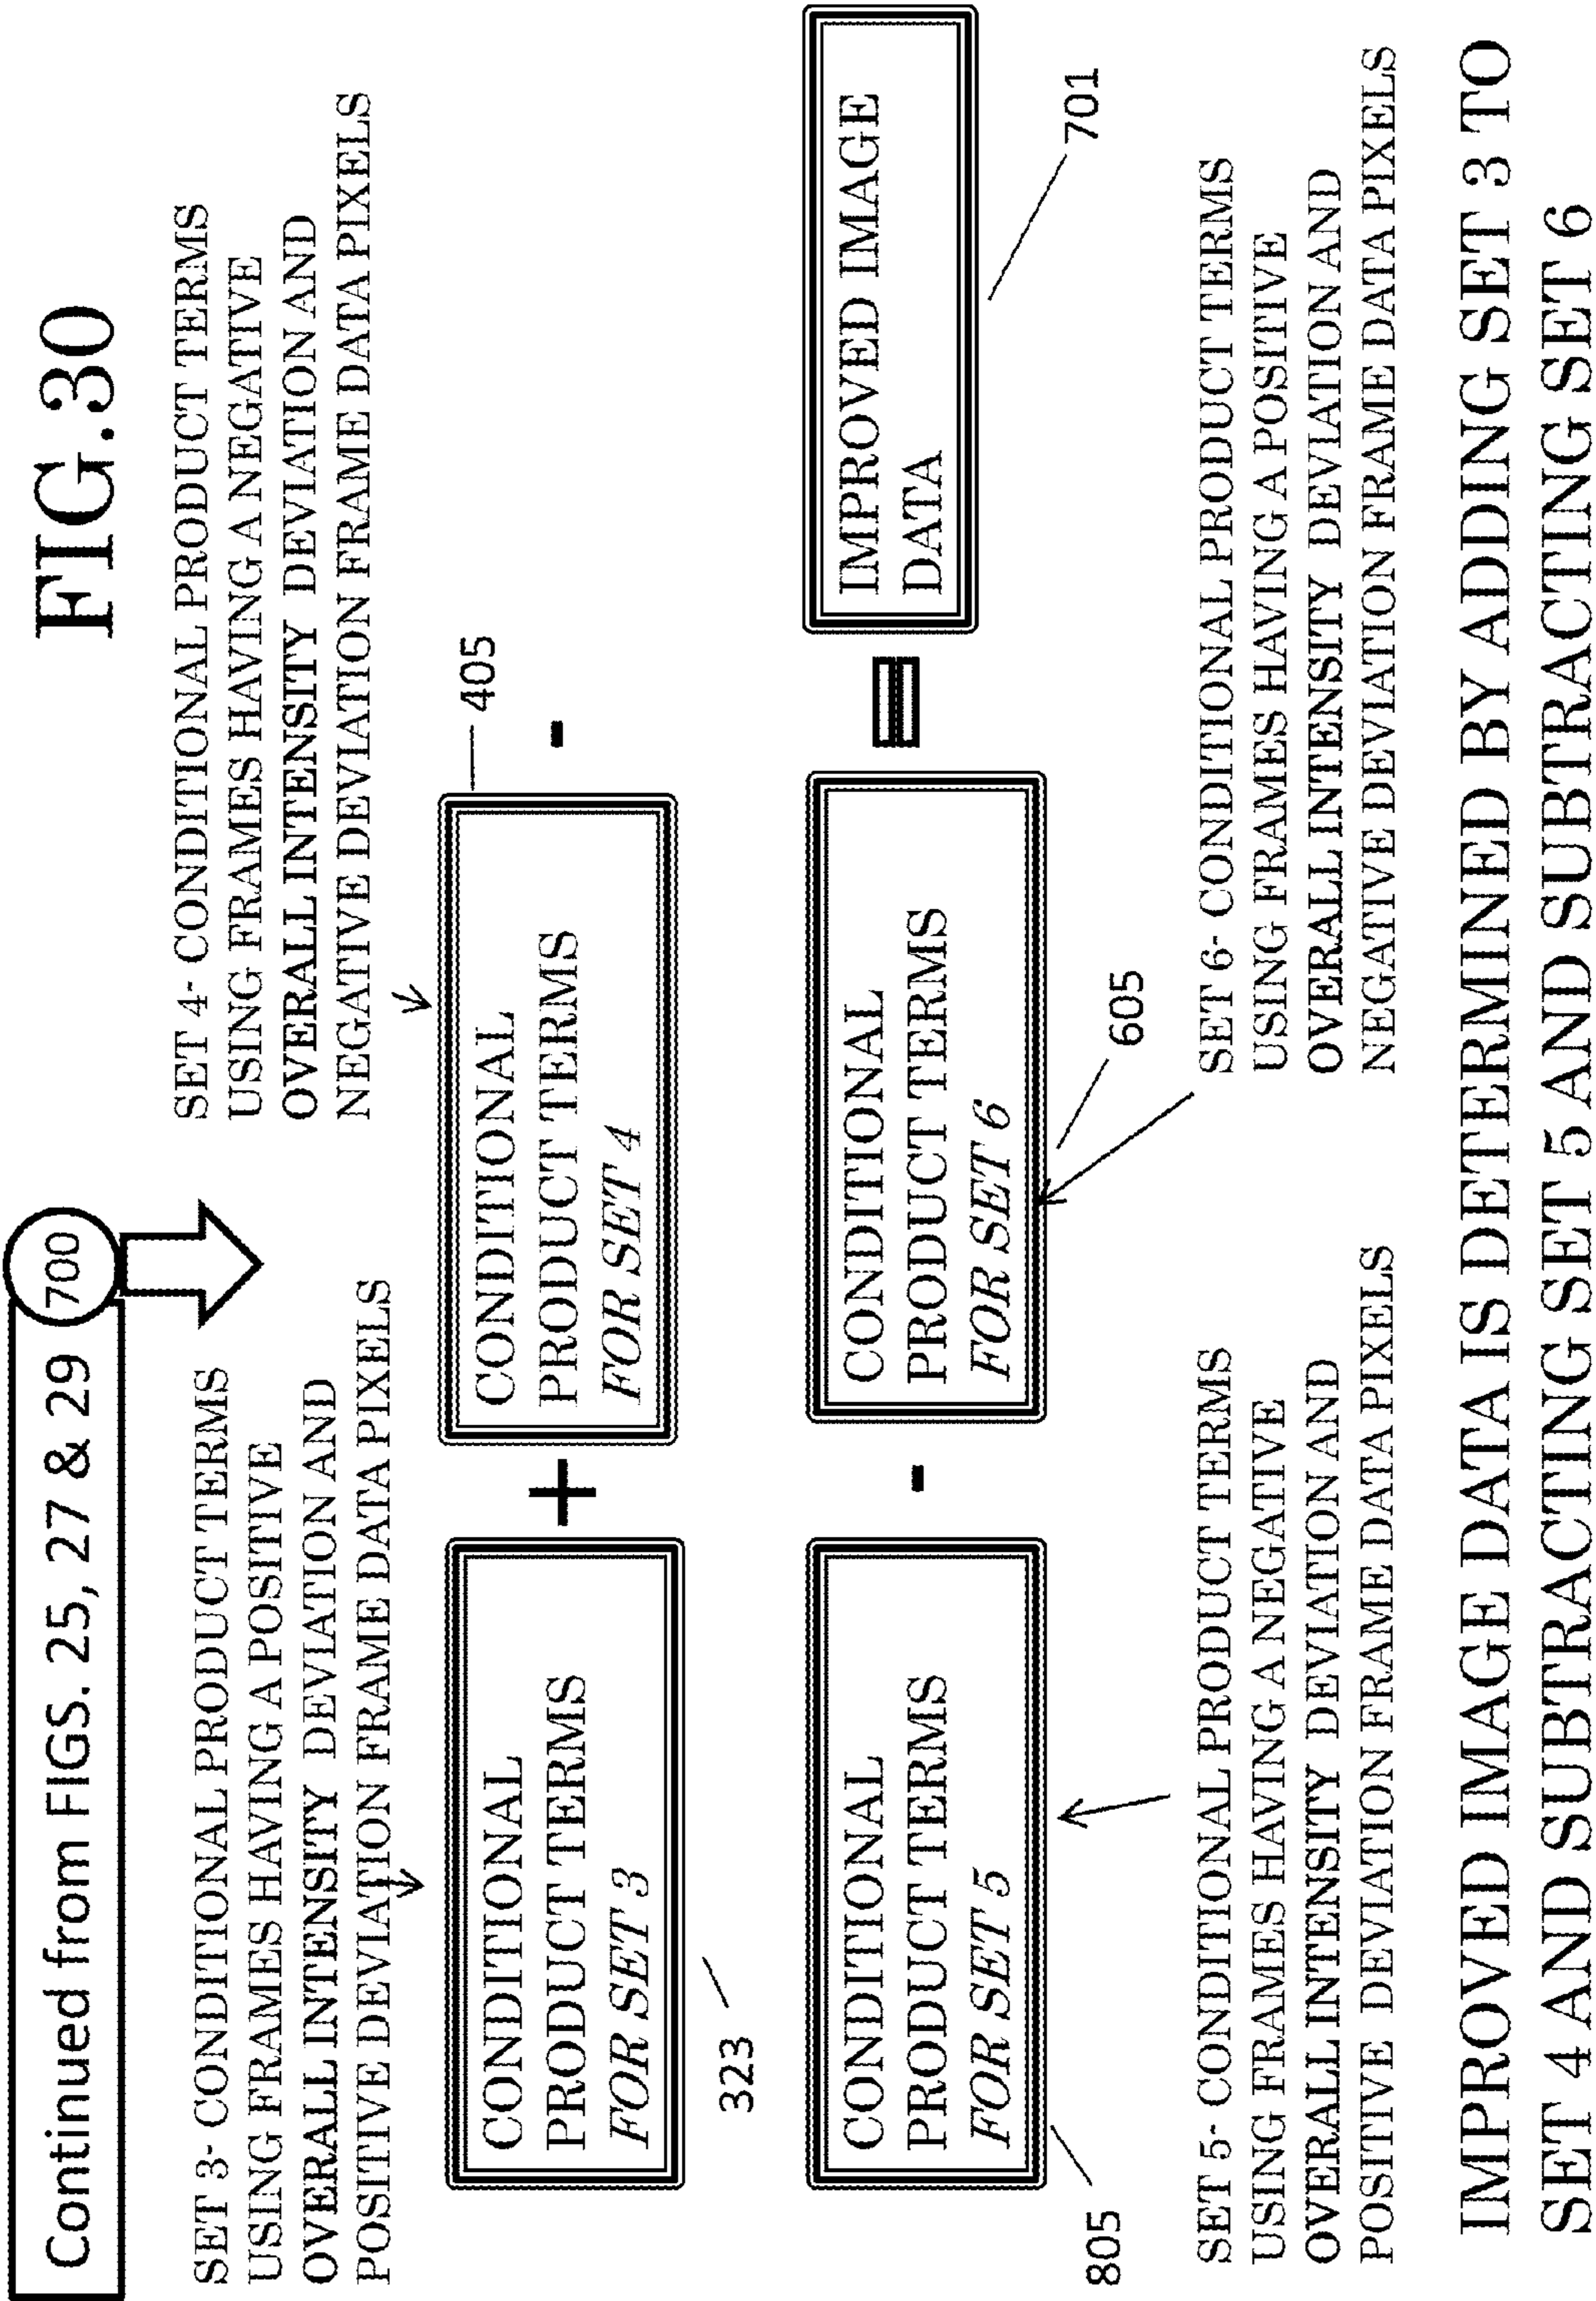 Continued from FIGS. 25, 27 & 29
700
FIG.30
SET 3- CONDITIONAL PRODUCT TERMS
USING FRAMES HAVING A POSITIVE
OVERALL INTENSITY DEVIATION AND
POSITIVE DEVIATION FRAME DATA PIXELS
SET 4- CONDITIONAL PRODUCT TERMS
USING FRAMES HAVING A NEGATIVE
OVERALL INTENSITY DEVIATION AND
NEGATIVE DEVIATION FRAME DATA PIXELS
CONDITIONAL
PRODUCT TERMS
FOR SET 3
323
+
CONDITIONAL
PRODUCT TERMS
FOR SET 4
405
-
CONDITIONAL
PRODUCT TERMS
FOR SET 5
805
-
CONDITIONAL
PRODUCT TERMS
FOR SET 6
605
=
IMPROVED IMAGE
DATA
701
SET 5- CONDITIONAL PRODUCT TERMS
USING FRAMES HAVING A NEGATIVE
OVERALL INTENSITY DEVIATION AND
POSITIVE DEVIATION FRAME DATA PIXELS
SET 6- CONDITIONAL PRODUCT TERMS
USING FRAMES HAVING A POSITIVE
OVERALL INTENSITY DEVIATION AND
NEGATIVE DEVIATION FRAME DATA PIXELS
IMPROVED IMAGE DATA IS DETERMINED BY ADDING SET 3 TO
SET 4 AND SUBTRACTING SET 5 AND SUBTRACTING SET 6